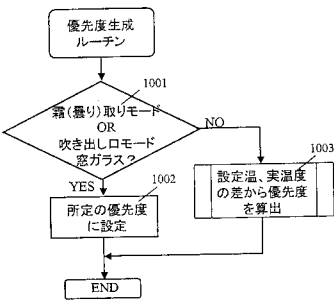 優先度生成
ルーチン
1001
霜(曇り)取りモード
OR
吹き出し口モード
窓ガラス?
NO
YES
1002
所定の優先度
に設定
1003
設定温、実温度
の差から優先度
を算出
END